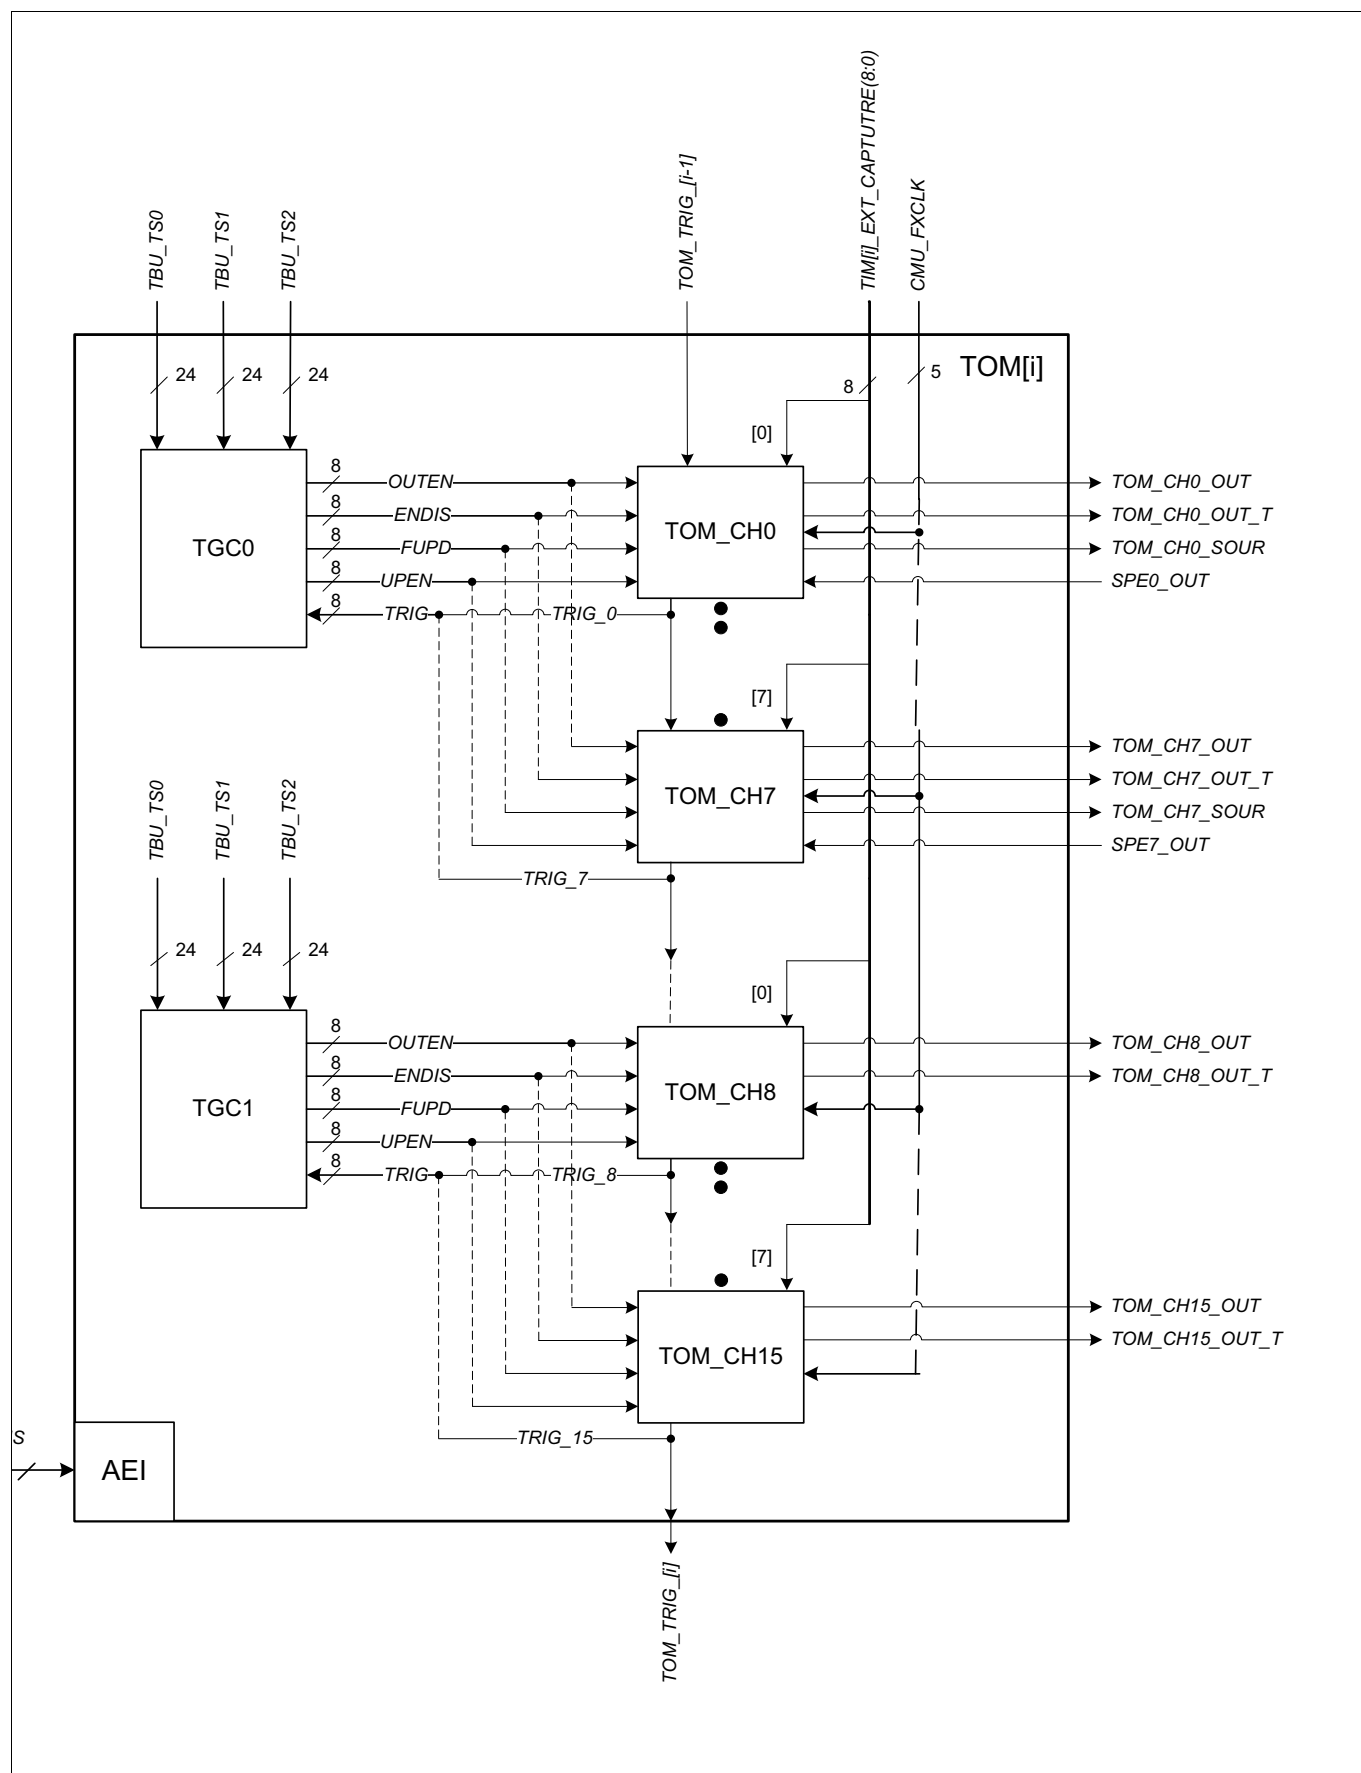 TBU_TS0
TBU_TS1
TBU_TS2
TOM_TRIG_[i-1]
TIM[i]_EXT_CAPTUTRE(8:0)
CMU_FXCLK
TOM[i]
24
24
24
8
5
[0]
TGC0
8
OUTEN
8
ENDIS
8
FUPD
8
UPEN
8
TRIG
TRIG_0
TOM_CH0
TOM_CH0_OUT
TOM_CH0_OUT_T
TOM_CH0_SOUR
SPE0_OUT
[7]
TOM_CH7
TOM_CH7_OUT
TOM_CH7_OUT_T
TOM_CH7_SOUR
SPE7_OUT
TRIG_7
TBU_TS0
TBU_TS1
TBU_TS2
24
24
24
[0]
TGC1
8
OUTEN
8
ENDIS
8
FUPD
8
UPEN
8
TRIG
TRIG_8
TOM_CH8
TOM_CH8_OUT
TOM_CH8_OUT_T
[7]
TOM_CH15
TOM_CH15_OUT
TOM_CH15_OUT_T
TRIG_15
S
AEI
TOM_TRIG_[i]